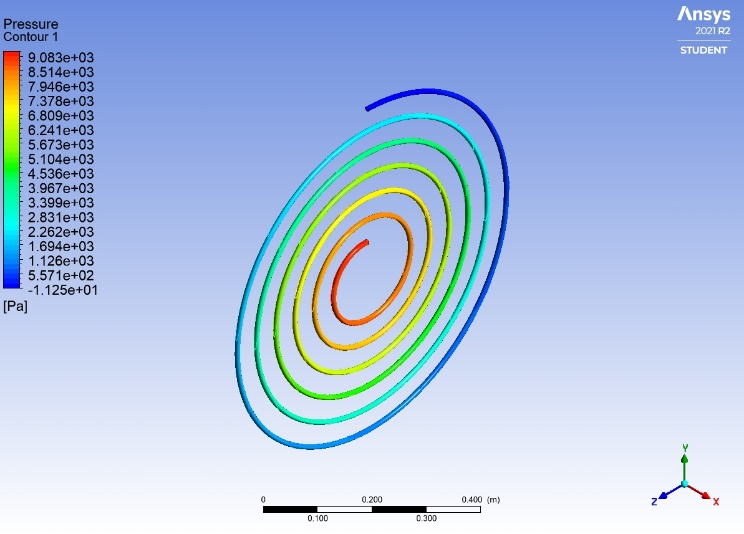 Pressure
Contour 1
9.083e+03
8.514e+03
7.946e+03
7.378e+03
6.809e+03
6.241e+03
5.673e+03
5.104e+03
4.536e+03
3.967e+03
3.399e+03
2.831e+03
2.262e+03
1.694e+03
1.126e+03
5.571e+02
-1.125e+01
[Pa]
Ansys
2021 R2
STUDENT
0 0.200 0.400 (m)
0.100 0.300
Y
Z X